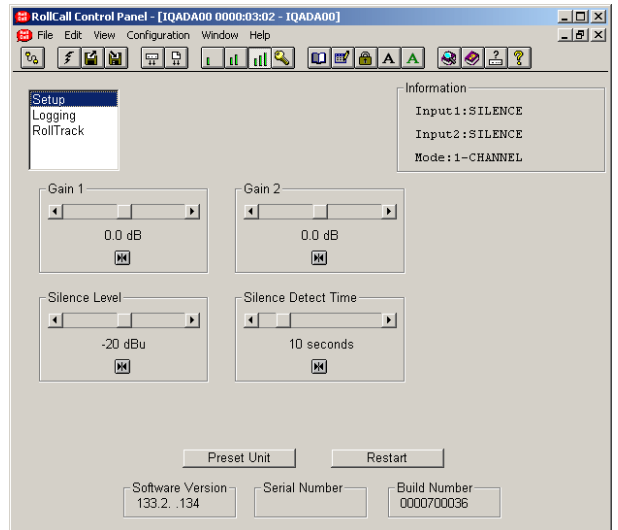 RollCall Control Panel - [IQADA00 0000:03:02 - IQADA00]
File Edit View Configuration Window Help
Setup
Logging
RollTrack
Information
Input1:SILENCE
Input2:SILENCE
Mode:1-CHANNEL
Gain 1
0.0 dB
Gain 2
0.0 dB
Silence Level
-20 dBu
Silence Detect Time
10 seconds
Preset Unit
Restart
Software Version
133.2. .134
Serial Number
Build Number
0000700036